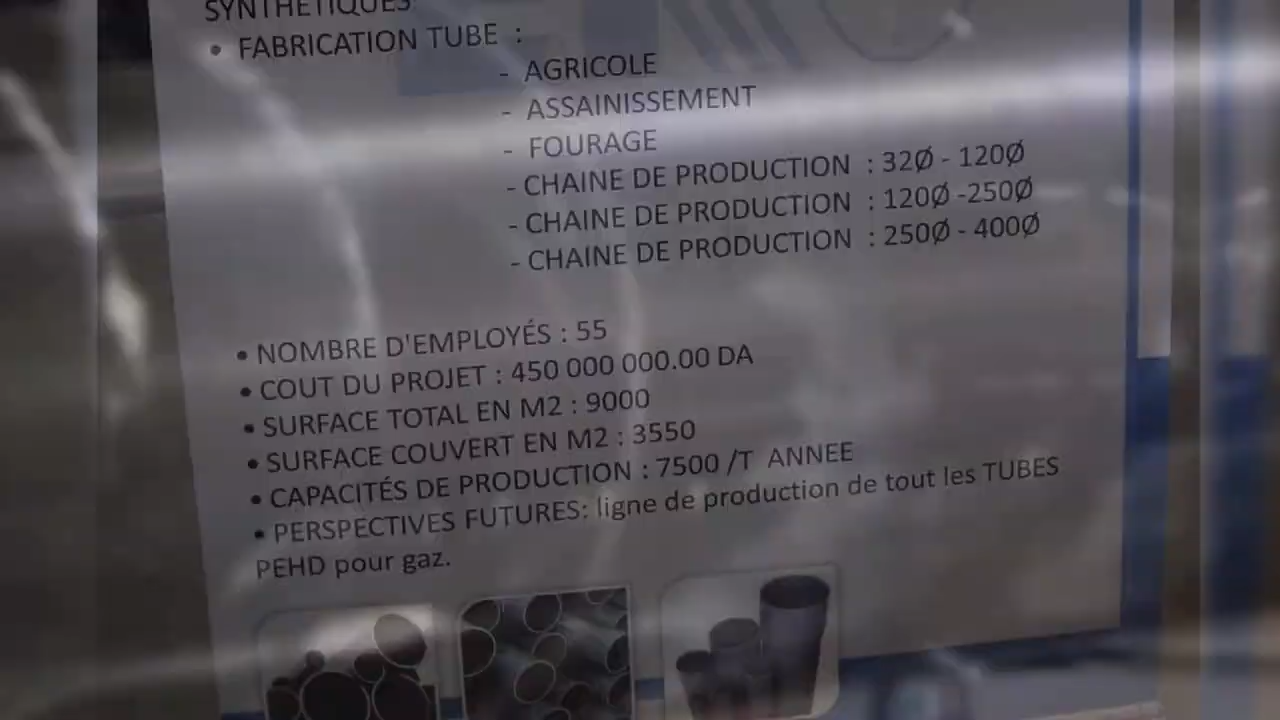 SYNTHETIQUES
• FABRICATION TUBE :
- AGRICOLE
- ASSAINISSEMENT
- FOURAGE
- CHAINE DE PRODUCTION : 32Ø - 120Ø
- CHAINE DE PRODUCTION : 120Ø -250Ø
- CHAINE DE PRODUCTION : 250Ø - 400Ø
• NOMBRE D'EMPLOYÉS : 55
• COUT DU PROJET : 450 000 000.00 DA
• SURFACE TOTAL EN M2 : 9000
• SURFACE COUVERT EN M2 : 3550
• CAPACITÉS DE PRODUCTION : 7500 /T ANNEE
• PERSPECTIVES FUTURES: ligne de production de tout les TUBES
PEHD pour gaz.